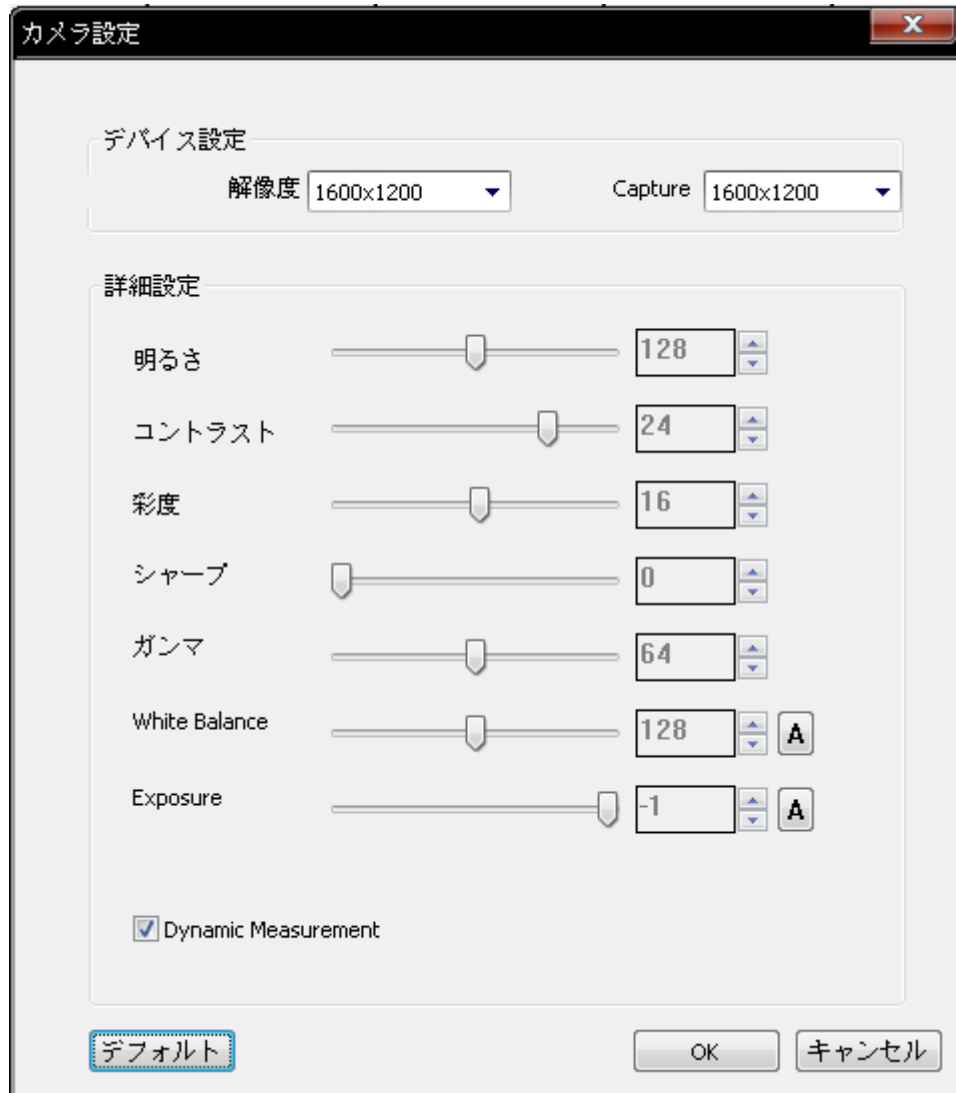 カメラ設定
デバイス設定
解像度 1600x1200 Capture 1600x1200
詳細設定
明るさ 128
コントラスト 24
彩度 16
シャープ 0
ガンマ 64
White Balance 128 A
Exposure -1 A
Dynamic Measurement
デフォルト OK キャンセル